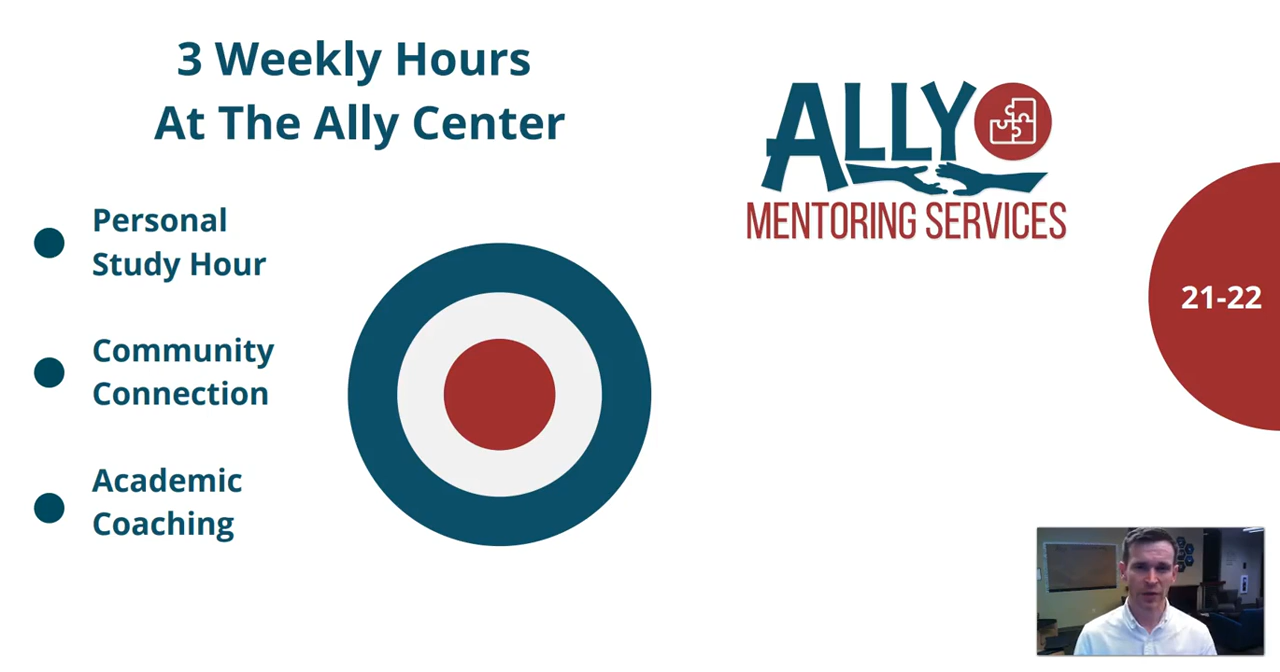 3 Weekly Hours
At The Ally Center
Personal
Study Hour
Community
Connection
Academic
Coaching
ALLY
MENTORING SERVICES
21-22